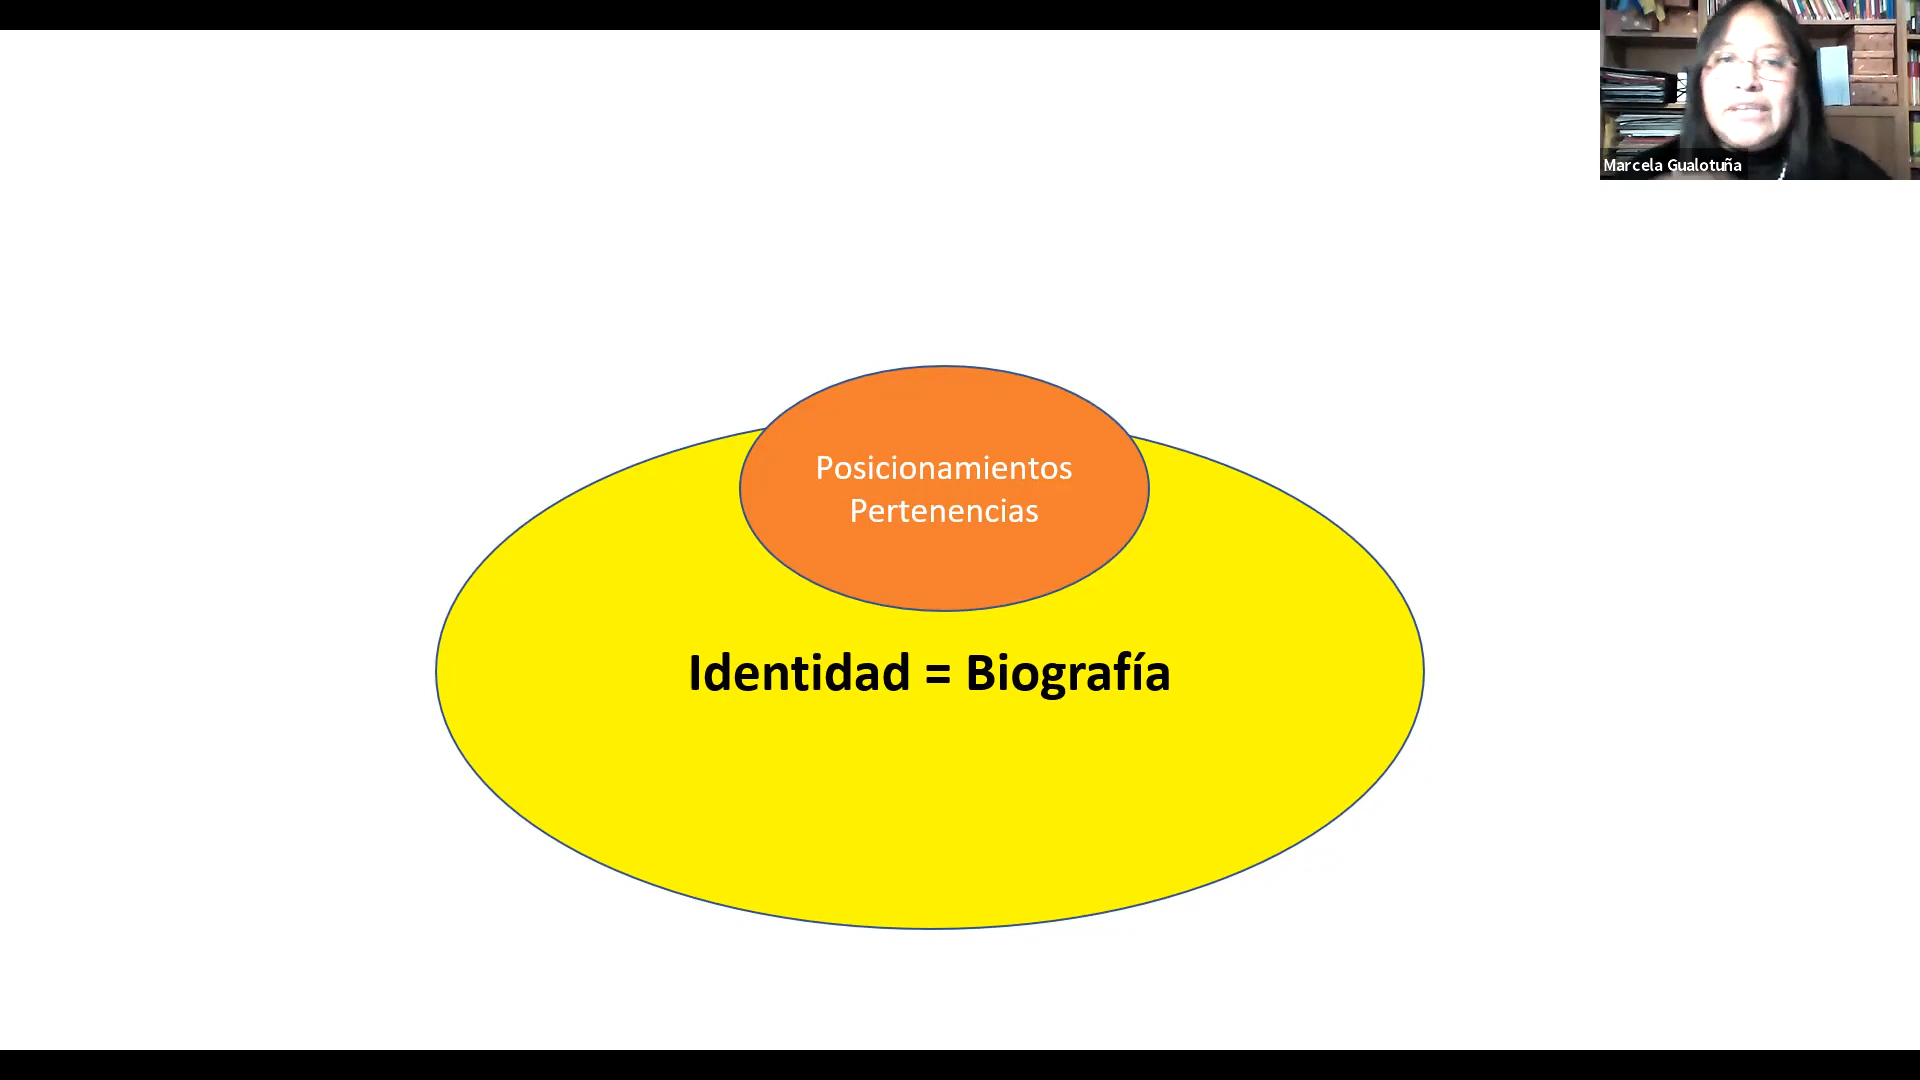 Marcela Gualotuña
Posicionamientos
Pertenencias
Identidad = Biografía